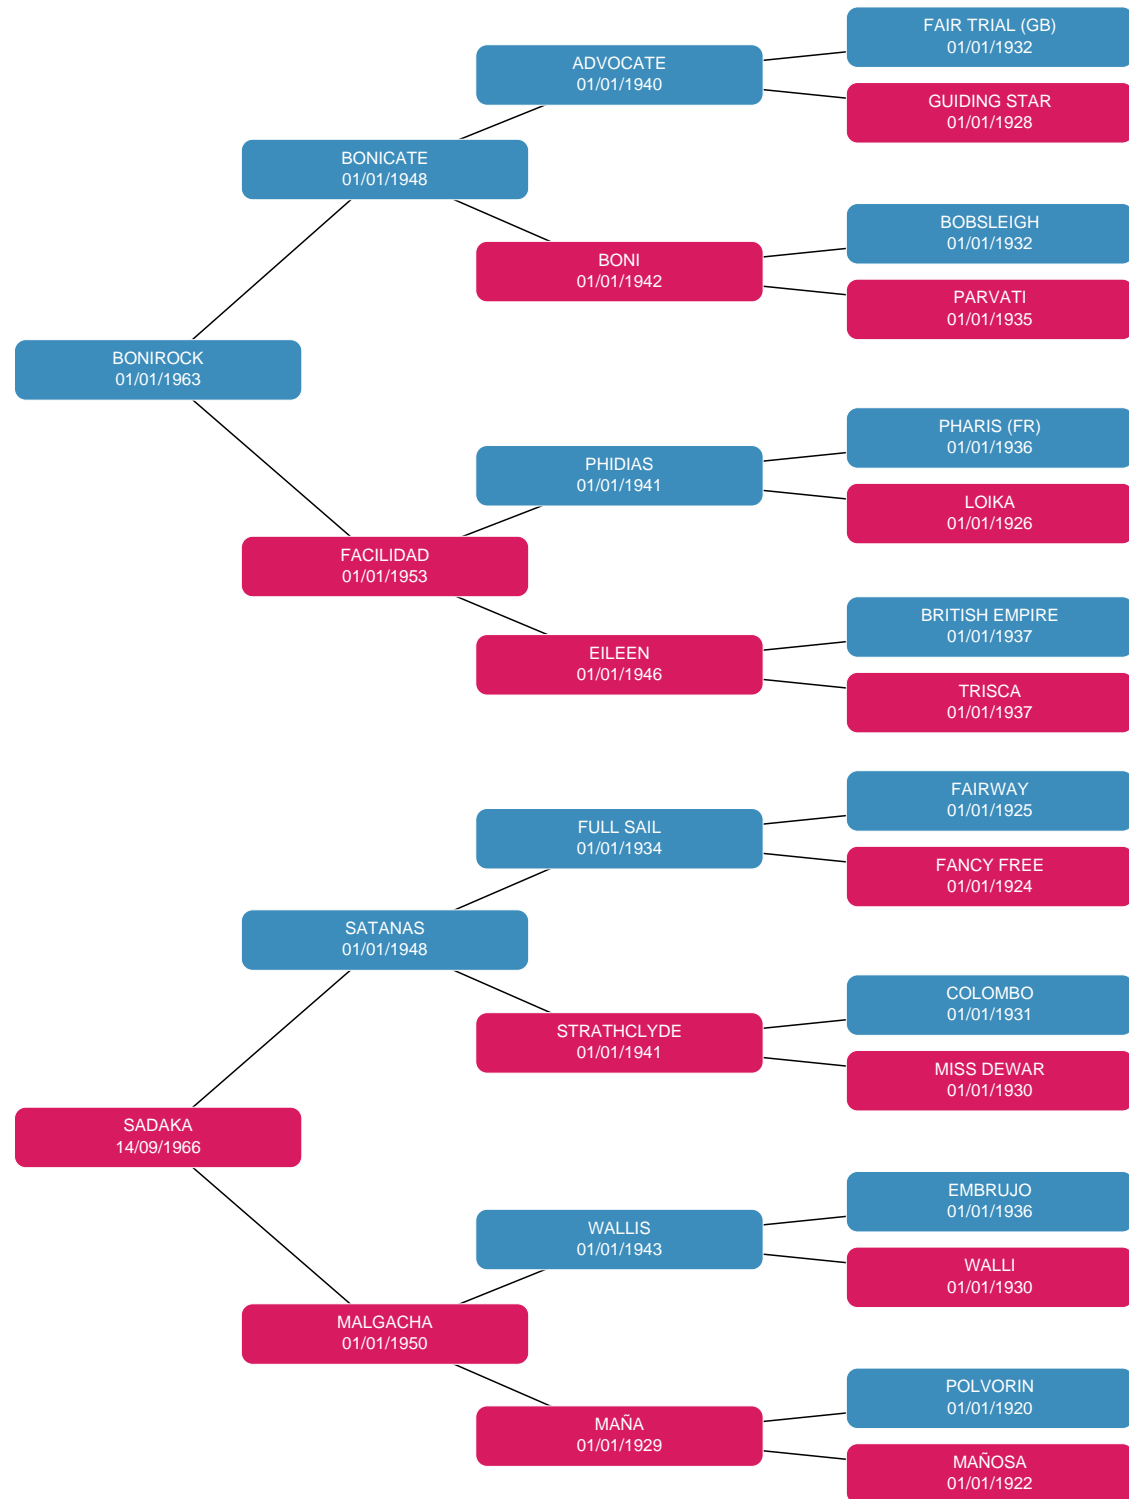 FAIR TRIAL (GB)
01/01/1932
ADVOCATE
01/01/1940
GUIDING STAR
01/01/1928
BONICATE
01/01/1948
BOBSLEIGH
01/01/1932
BONI
01/01/1942
PARVATI
01/01/1935
BONIROCK
01/01/1963
PHARIS (FR)
01/01/1936
PHIDIAS
01/01/1941
LOIKA
01/01/1926
FACILIDAD
01/01/1953
BRITISH EMPIRE
01/01/1937
EILEEN
01/01/1946
TRISCA
01/01/1937
FAIRWAY
01/01/1925
FULL SAIL
01/01/1934
FANCY FREE
01/01/1924
SATANAS
01/01/1948
COLOMBO
01/01/1931
STRATHCLYDE
01/01/1941
MISS DEWAR
01/01/1930
SADAKA
14/09/1966
EMBRUJO
01/01/1936
WALLIS
01/01/1943
WALLI
01/01/1930
MALGACHA
01/01/1950
POLVORIN
01/01/1920
MAÑA
01/01/1929
MAÑOSA
01/01/1922